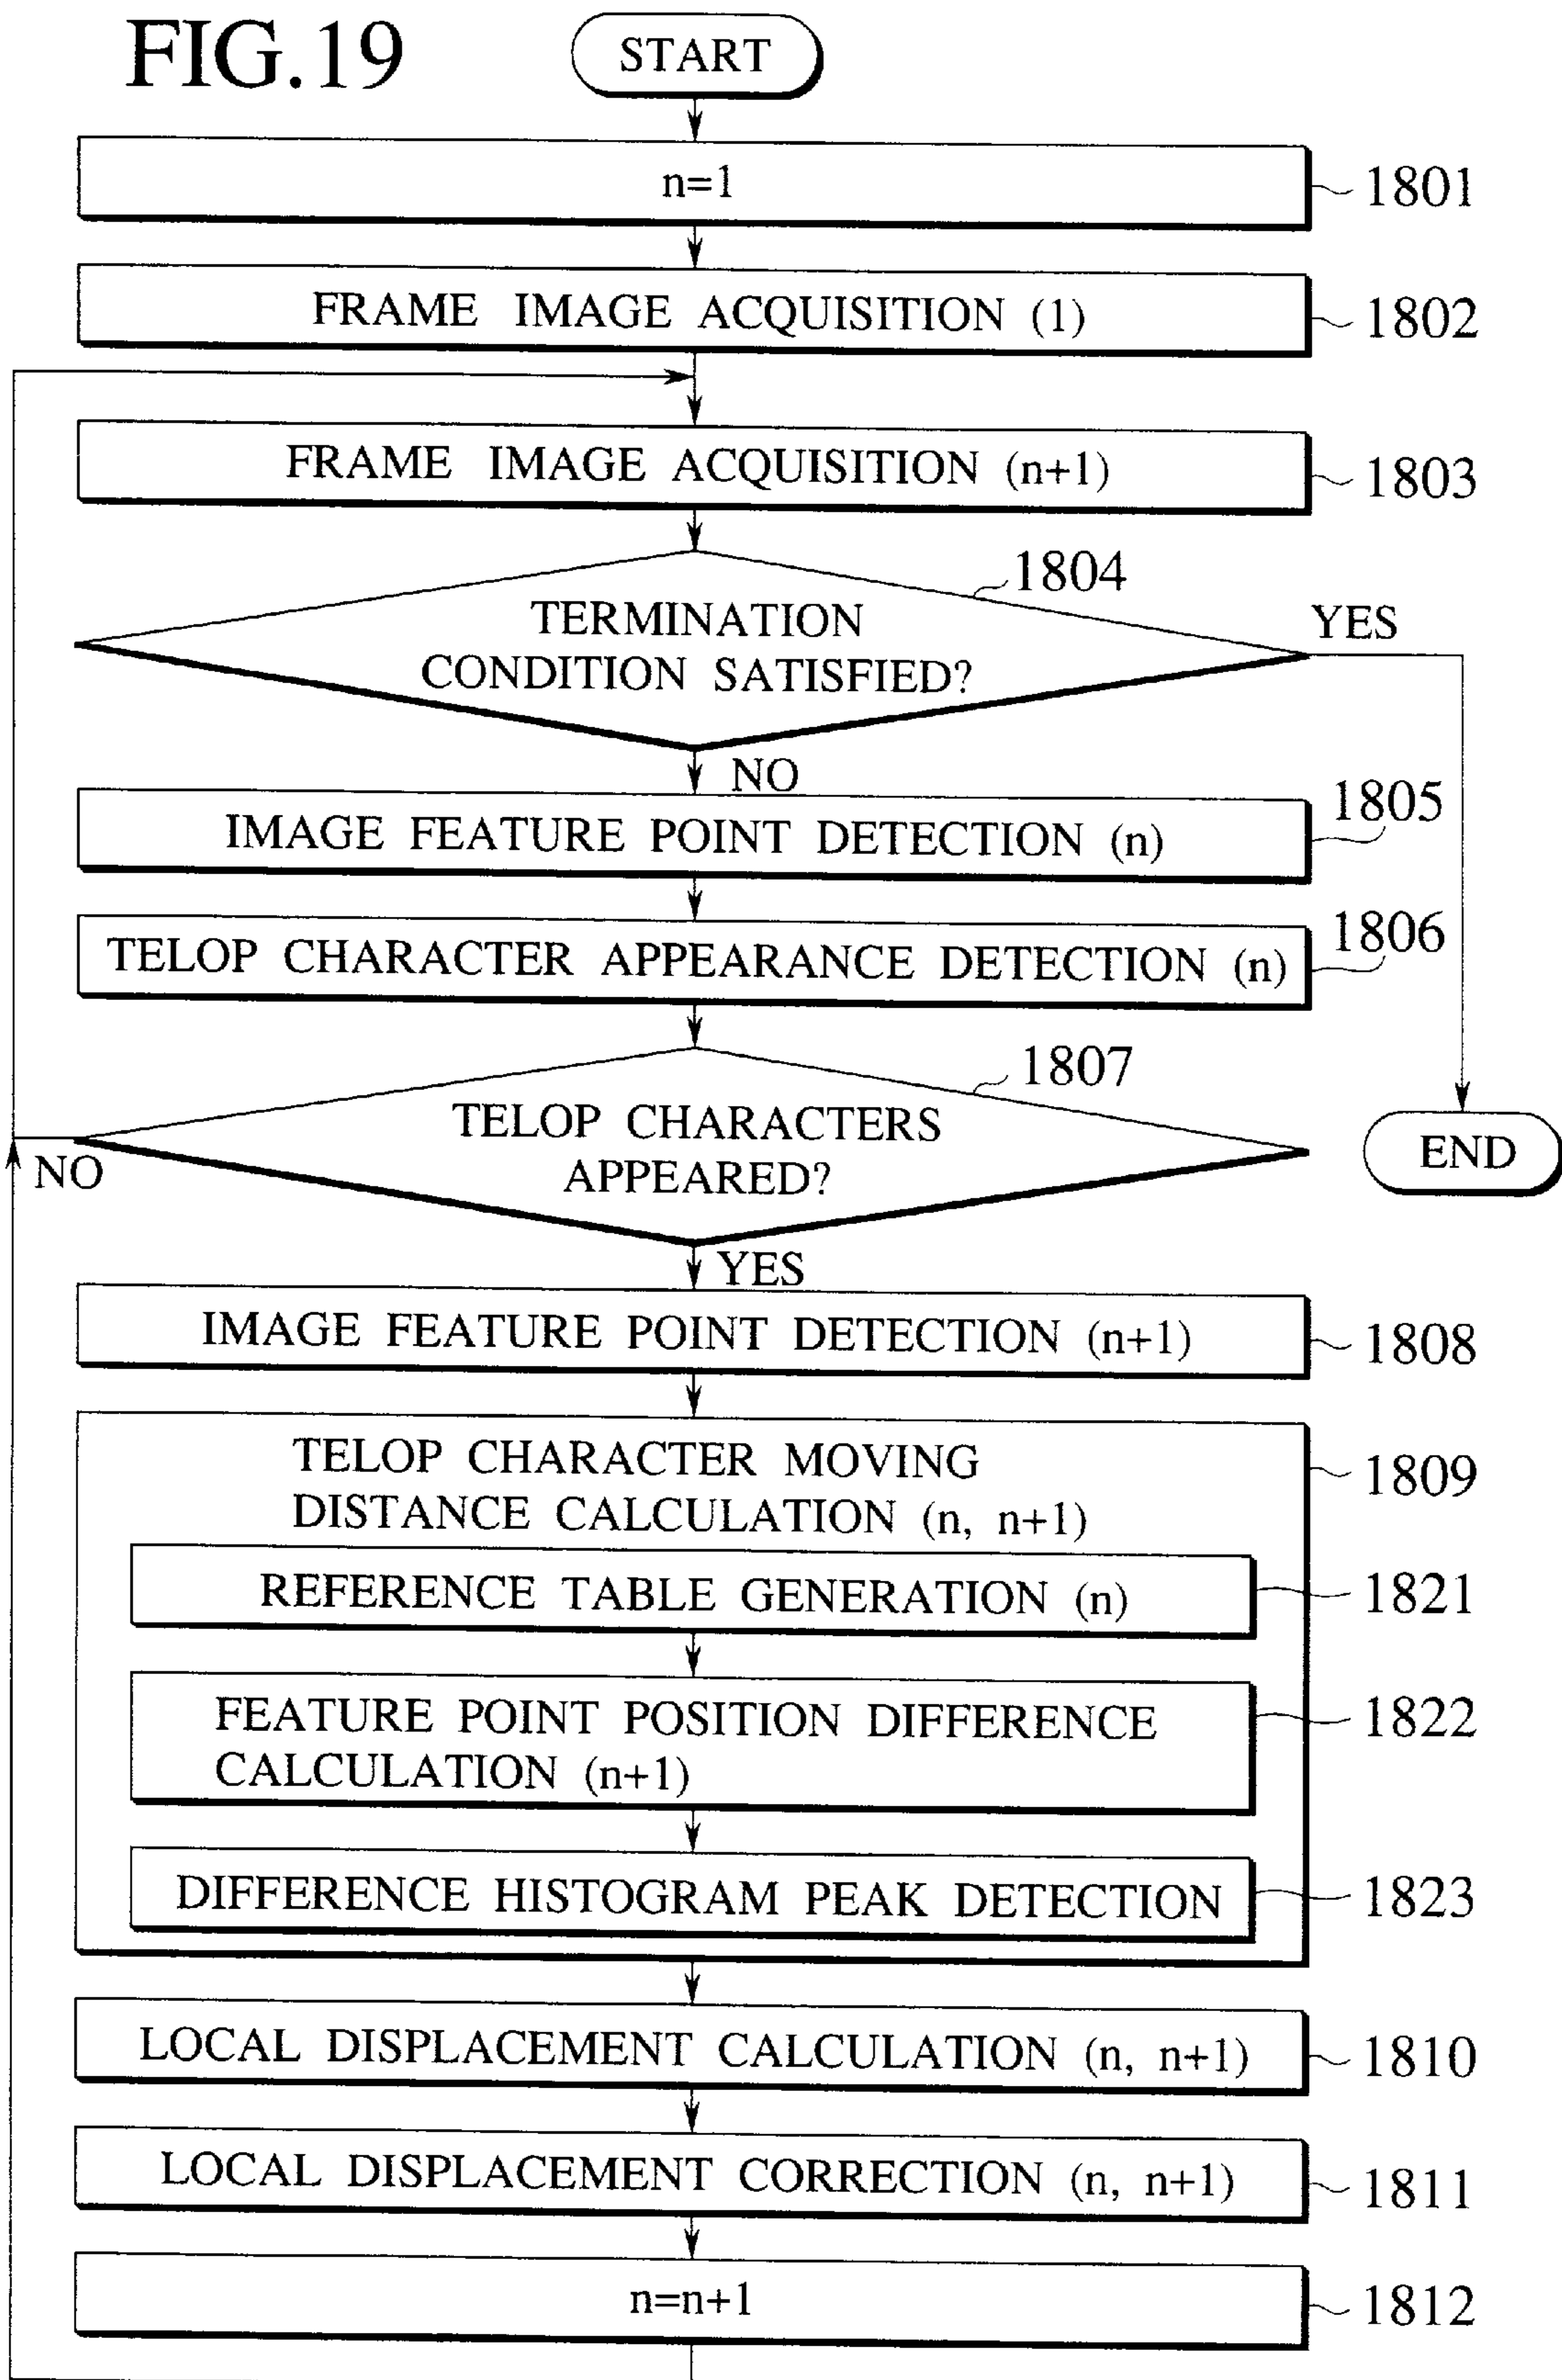 FIG.19
START
n=1
1801
FRAME IMAGE ACQUISITION (1)
1802
FRAME IMAGE ACQUISITION (n+1)
1803
1804
TERMINATION
CONDITION SATISFIED?
YES
NO
1805
IMAGE FEATURE POINT DETECTION (n)
1806
TELOP CHARACTER APPEARANCE DETECTION (n)
1807
TELOP CHARACTERS
APPEARED?
END
NO
YES
IMAGE FEATURE POINT DETECTION (n+1)
1808
TELOP CHARACTER MOVING
DISTANCE CALCULATION (n, n+1)
1809
REFERENCE TABLE GENERATION (n)
1821
FEATURE POINT POSITION DIFFERENCE
CALCULATION (n+1)
1822
DIFFERENCE HISTOGRAM PEAK DETECTION
1823
LOCAL DISPLACEMENT CALCULATION (n, n+1)
1810
LOCAL DISPLACEMENT CORRECTION (n, n+1)
1811
n=n+1
1812